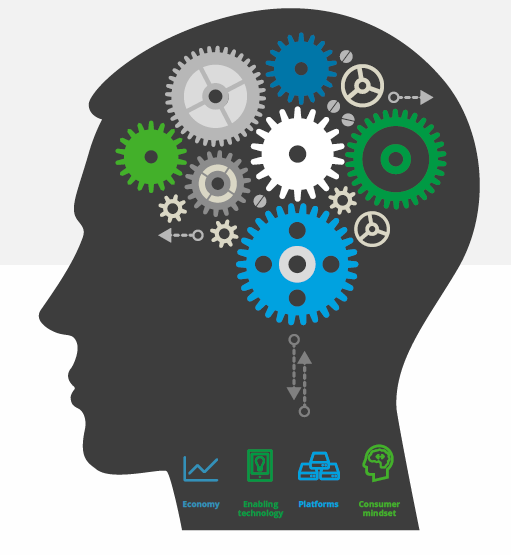 Economy
Enabling
technology
Platforms
Consumer
mindset